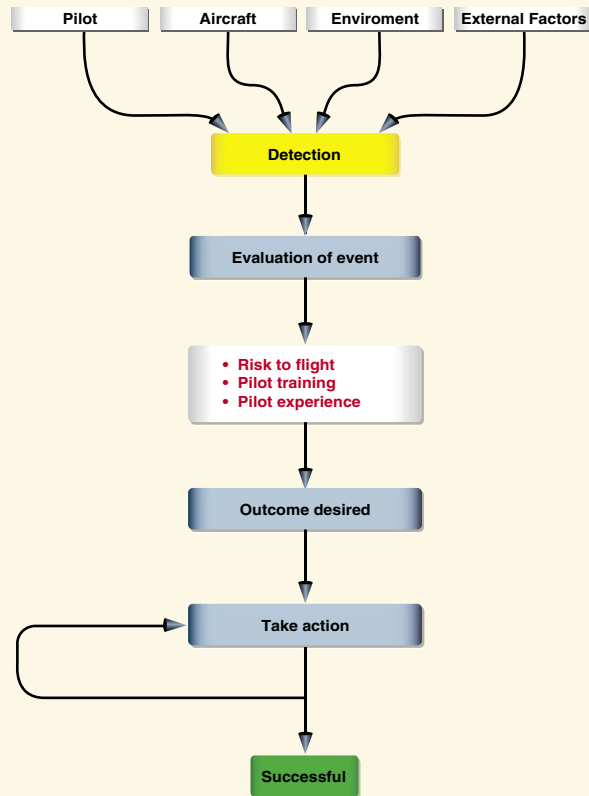 Pilot
Aircraft
Enviroment
External Factors
Detection
Evaluation of event
• Risk to flight
• Pilot training
• Pilot experience
Outcome desired
Take action
Successful